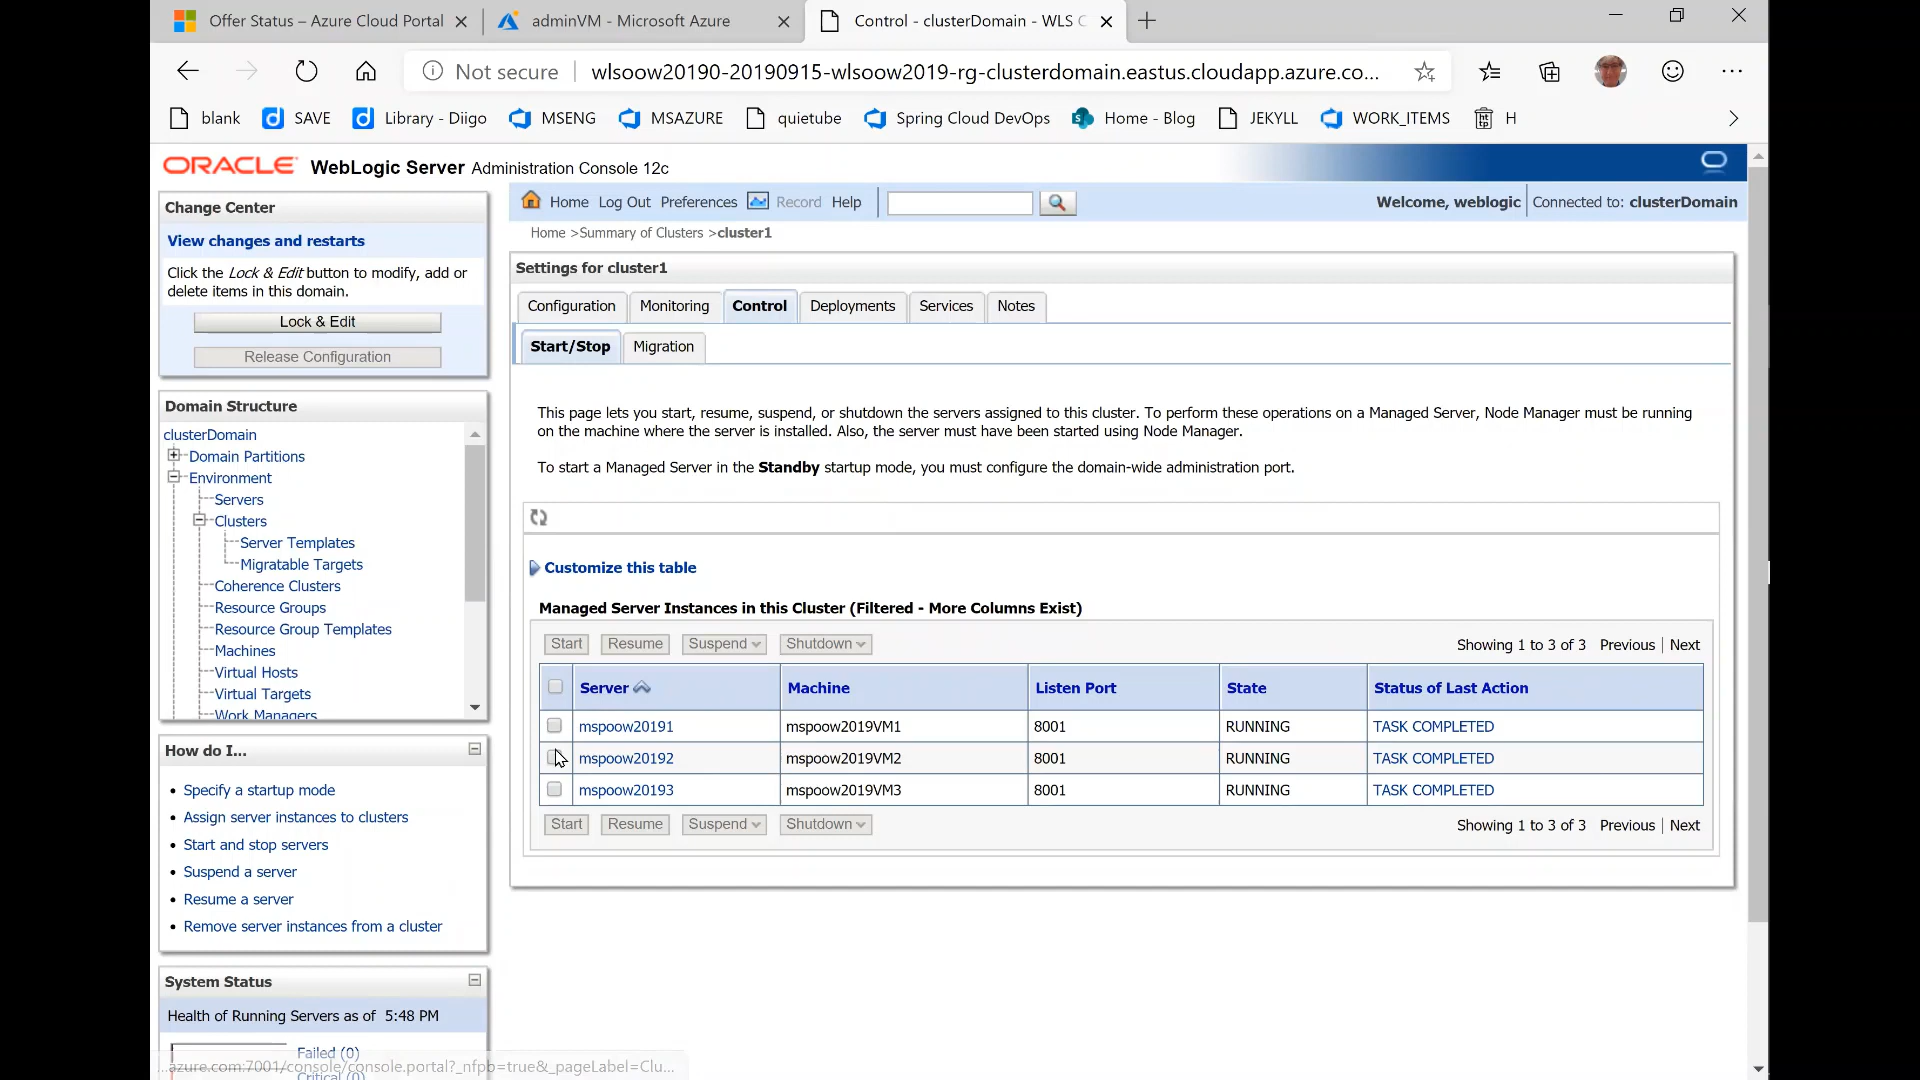 Offer Status – Azure Cloud Portal
adminVM - Microsoft Azure
Control - clusterDomain - WLS C
Not secure
wlsoow20190-20190915-wlsoow2019-rg-clusterdomain.eastus.cloudapp.azure.co...
blank
SAVE
Library - Diigo
MSENG
MSAZURE
quietube
Spring Cloud DevOps
Home - Blog
JEKYLL
WORK_ITEMS
H
ORACLE WebLogic Server Administration Console 12c
Change Center
View changes and restarts
Click the Lock & Edit button to modify, add or
delete items in this domain.
Lock & Edit
Release Configuration
Domain Structure
clusterDomain
Domain Partitions
Environment
Servers
Clusters
Server Templates
Migratable Targets
Coherence Clusters
Resource Groups
Resource Group Templates
Machines
Virtual Hosts
Virtual Targets
Work Managers
How do I...
Specify a startup mode
Assign server instances to clusters
Start and stop servers
Suspend a server
Resume a server
Remove server instances from a cluster
System Status
Health of Running Servers as of 5:48 PM
Failed (0)
Critical (0)
...azure.com:7001/console/console.portal?_nfpb=true&_pageLabel=Clu...
Home Log Out Preferences Record Help
Welcome, weblogic Connected to: clusterDomain
Home >Summary of Clusters >cluster1
Settings for cluster1
Configuration Monitoring Control Deployments Services Notes
Start/Stop Migration
This page lets you start, resume, suspend, or shutdown the servers assigned to this cluster. To perform these operations on a Managed Server, Node Manager must be running
on the machine where the server is installed. Also, the server must have been started using Node Manager.
To start a Managed Server in the Standby startup mode, you must configure the domain-wide administration port.
Customize this table
Managed Server Instances in this Cluster (Filtered - More Columns Exist)
Start Resume Suspend Shutdown Showing 1 to 3 of 3 Previous | Next
Server Machine Listen Port State Status of Last Action
mspoow20191 mspoow2019VM1 8001 RUNNING TASK COMPLETED
mspoow20192 mspoow2019VM2 8001 RUNNING TASK COMPLETED
mspoow20193 mspoow2019VM3 8001 RUNNING TASK COMPLETED
Start Resume Suspend Shutdown Showing 1 to 3 of 3 Previous | Next